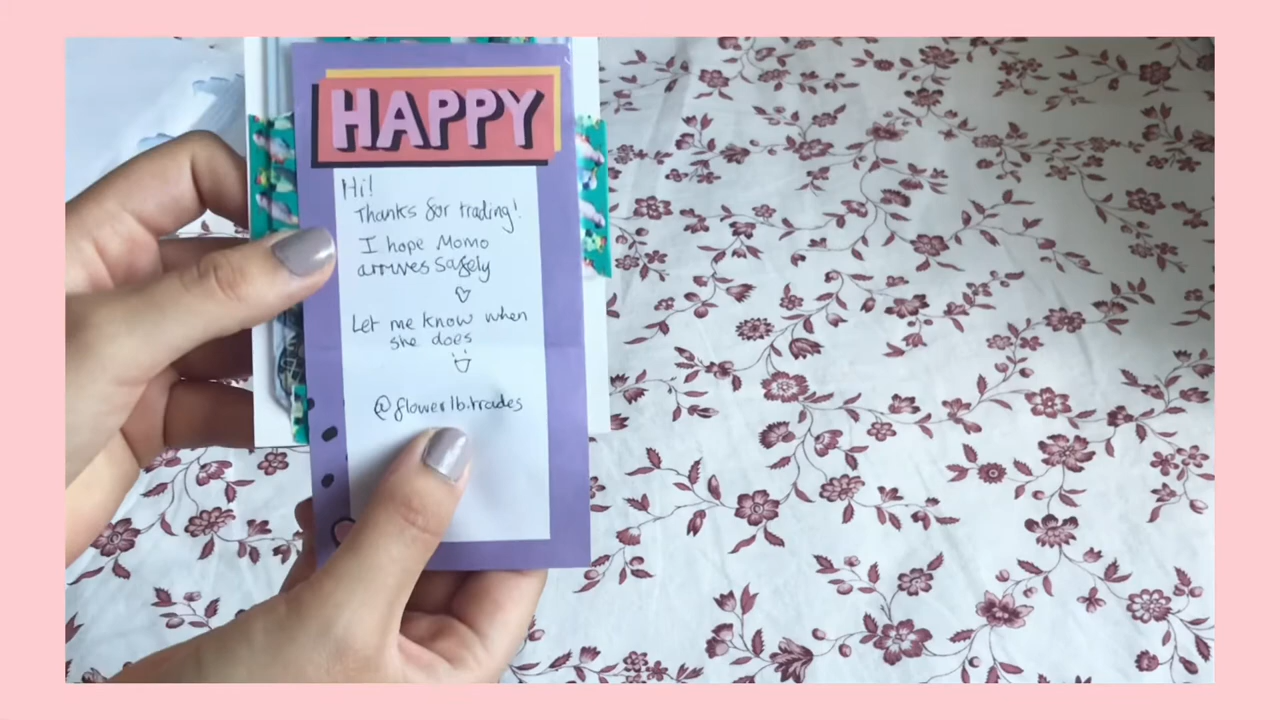 HAPPY
Hi!
Thanks for trading!
I hope Momo
arrives safely
Let me know when
she does
@flowerlb.trades